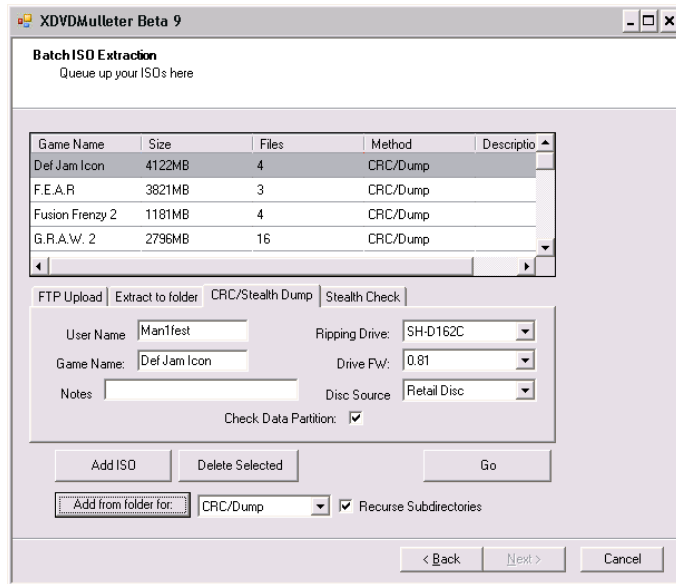 XDVDMulleter Beta 9
Batch ISO Extraction
Queue up your ISOs here
Game Name Size Files Method Descriptio
Def Jam Icon 4122MB 4 CRC/Dump
F.E.A.R 3821MB 3 CRC/Dump
Fusion Frenzy 2 1181MB 4 CRC/Dump
G.R.A.W. 2 2796MB 16 CRC/Dump
FTP Upload Extract to folder CRC/Stealth Dump Stealth Check
User Name Man1fest Ripping Drive: SH-D162C
Game Name: Def Jam Icon Drive FW: 0.81
Notes Disc Source Retail Disc
Check Data Partition:
Add ISO Delete Selected Go
Add from folder for: CRC/Dump Recurse Subdirectories
< Back Next > Cancel